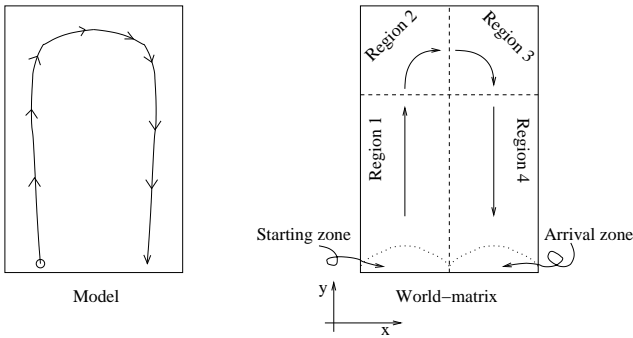 Region 2
Region 3
Region 1
Region 4
Starting zone
Arrival zone
y
x
Model
World-matrix